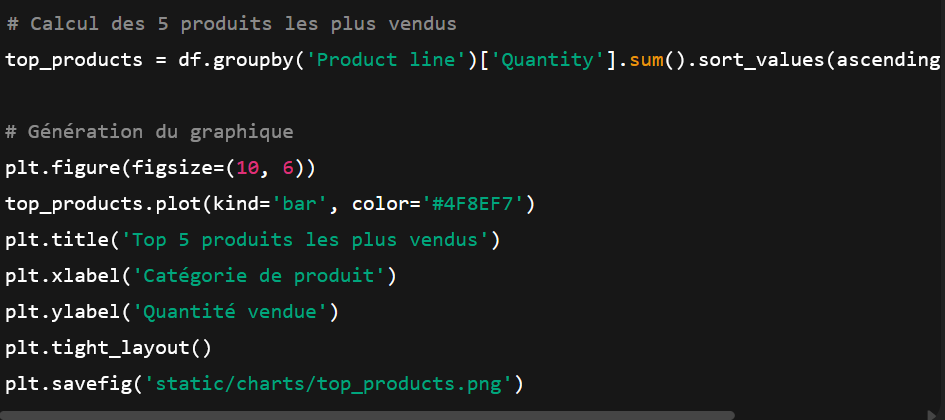 # Calcul des 5 produits les plus vendus
top_products = df.groupby('Product line')['Quantity'].sum().sort_values(ascending
# Génération du graphique
plt.figure(figsize=(10, 6))
top_products.plot(kind='bar', color='#4F8EF7')
plt.title('Top 5 produits les plus vendus')
plt.xlabel('Catégorie de produit')
plt.ylabel('Quantité vendue')
plt.tight_layout()
plt.savefig('static/charts/top_products.png')